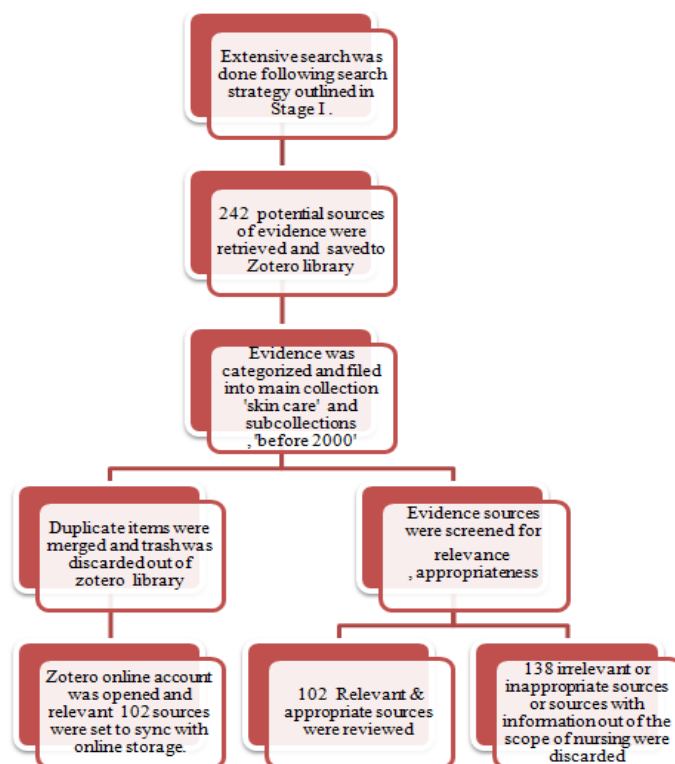 Extensive search was
done following search
strategy outlined in
Stage I .
242 potential sources
of evidence were
retrieved and savedto
Zotero library
Evidence was
categorized and filed
into main collection
'skin care' and
subcollections
, 'before 2000'
Duplicate items were
merged and trash was
discarded out of
zotero library
Evidence sources
were screened for
relevance
, appropriateness
Zotero online account
was opened and
relevant 102 sources
were set to sync with
online storage.
102 Relevant &
appropriate sources
were reviewed
138 irrelevant or
inappropriate sources
or sources with
information out of the
scope of nursing were
discarded